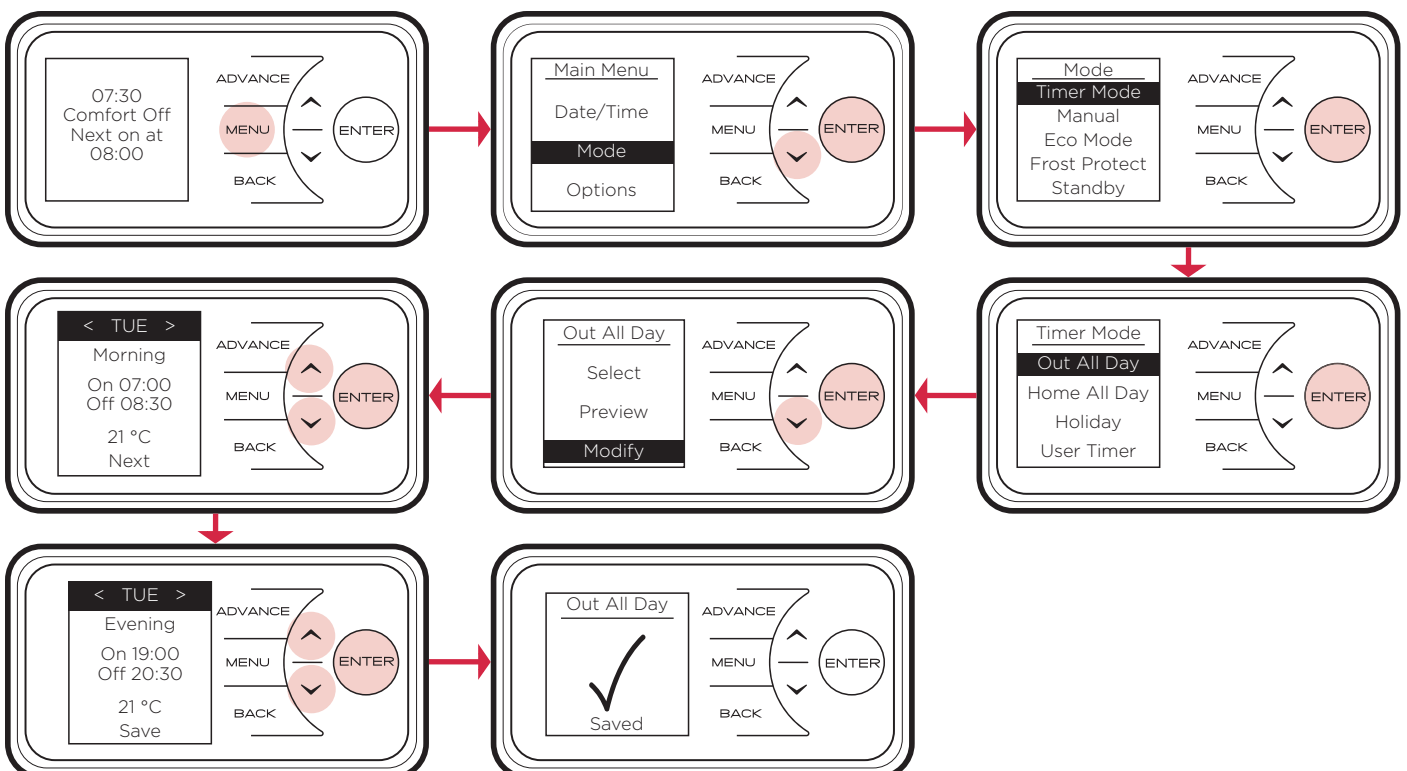 07:30
Comfort Off
Next on at
08:00
ADVANCE
MENU
BACK
ENTER
Main Menu
Date/Time
Mode
Options
ADVANCE
MENU
BACK
ENTER
Mode
Timer Mode
Manual
Eco Mode
Frost Protect
Standby
ADVANCE
MENU
BACK
ENTER
Timer Mode
Out All Day
Home All Day
Holiday
User Timer
ADVANCE
MENU
BACK
ENTER
Out All Day
Select
Preview
Modify
ADVANCE
MENU
BACK
ENTER
< TUE >
Morning
On 07:00
Off 08:30
21 °C
Next
ADVANCE
MENU
BACK
ENTER
< TUE >
Evening
On 19:00
Off 20:30
21 °C
Save
ADVANCE
MENU
BACK
ENTER
Out All Day
Saved
ADVANCE
MENU
BACK
ENTER